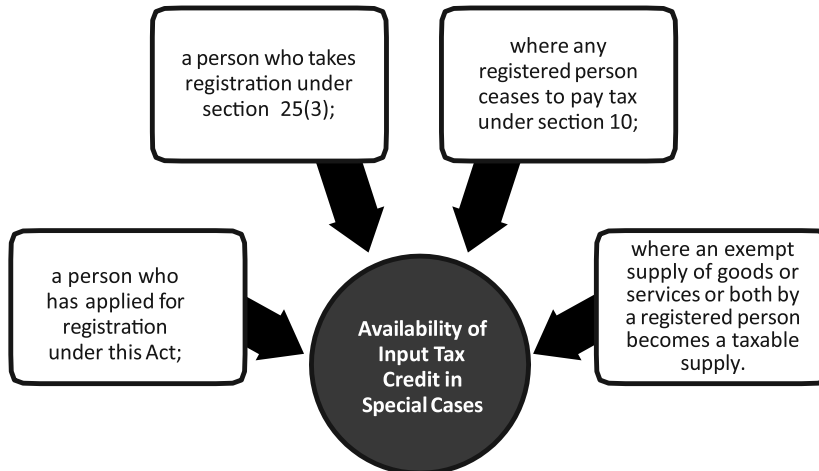 a person who takes
registration under
section 25(3);
where any
registered person
ceases to pay tax
under section 10;
a person who
has applied for
registration
under this Act;
Availability of
Input Tax
Credit in
Special Cases
where an exempt
supply of goods or
services or both by
a registered person
becomes a taxable
supply.